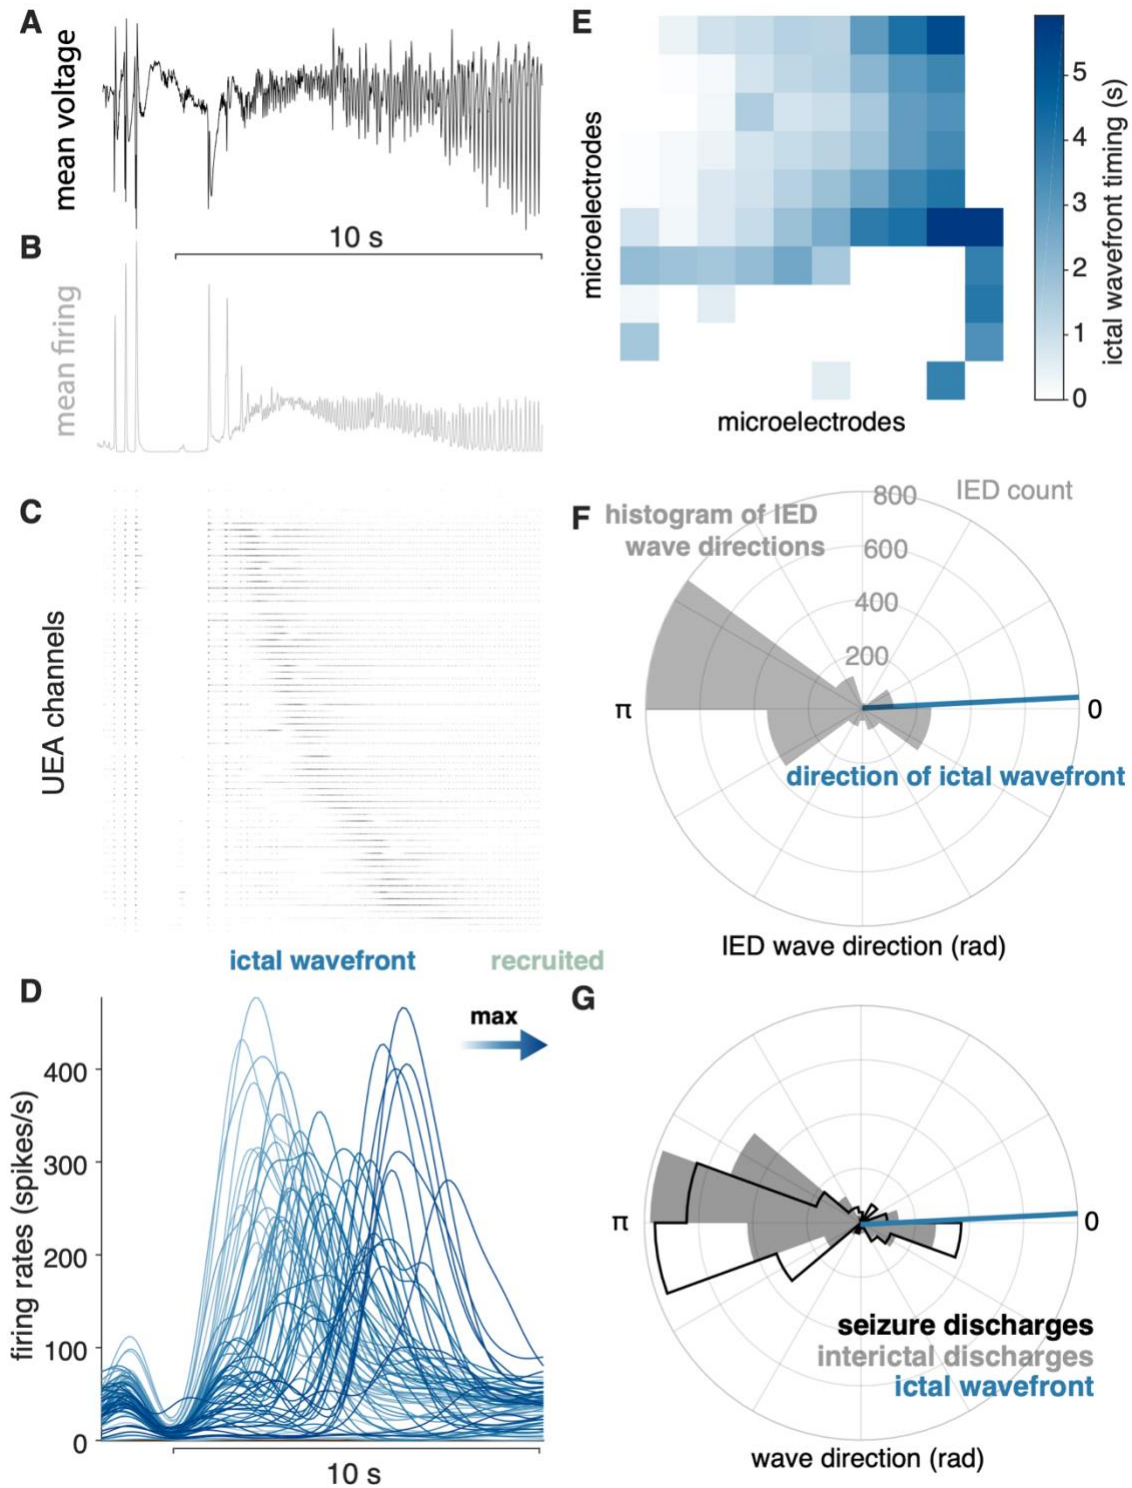 A
mean voltage
10 s
B
mean firing
C
UEA channels
ictal wavefront
recruited
D
max
firing rates (spikes/s)
400
300
200
100
0
10 s
E
microelectrodes
microelectrodes
ictal wavefront timing (s)
5
4
3
2
1
0
F
histogram of IED
wave directions
IED count
800
600
400
200
π
0
direction of ictal wavefront
IED wave direction (rad)
G
π
0
seizure discharges
interictal discharges
ictal wavefront
wave direction (rad)